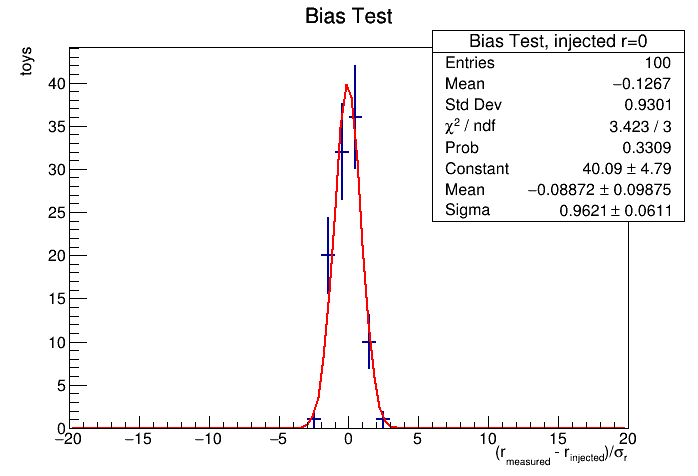 Bias Test
Bias Test, injected r=0
Entries 100
Mean −0.1267
Std Dev 0.9301
χ² / ndf 3.423 / 3
Prob 0.3309
Constant 40.09 ± 4.79
Mean −0.08872 ± 0.09875
Sigma 0.9621 ± 0.0611
toys
40
35
30
25
20
15
10
5
0
−20 −15 −10 −5 0 5 10 15 20
(r_measured - r_injected)/σ_r